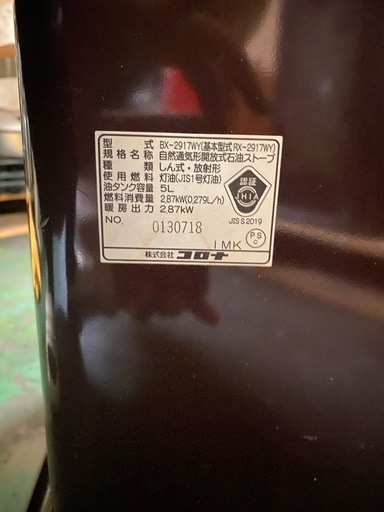 型式 BX-2917WY(基本型式RX-2917WY)
規格名称 自然通気形開放式石油ストーブ
種類 しん式・放射形
使用燃料 灯油(JIS1号灯油)
油タンク容量 5L
燃料消費量 2,87kW(0,279L/h)
暖房出力 2,87kW
NO. 0130718
認証
JHIA
JIS S 2019
1MK
PS
C
株式会社 コロナ